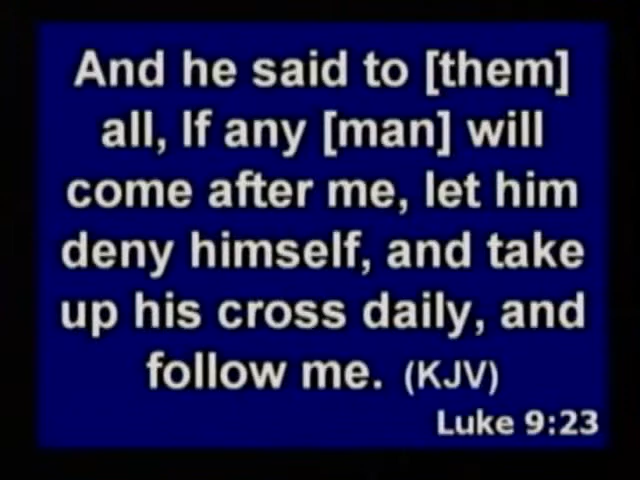 And he said to [them]
all, If any [man] will
come after me, let him
deny himself, and take
up his cross daily, and
follow me. (KJV)
Luke 9:23